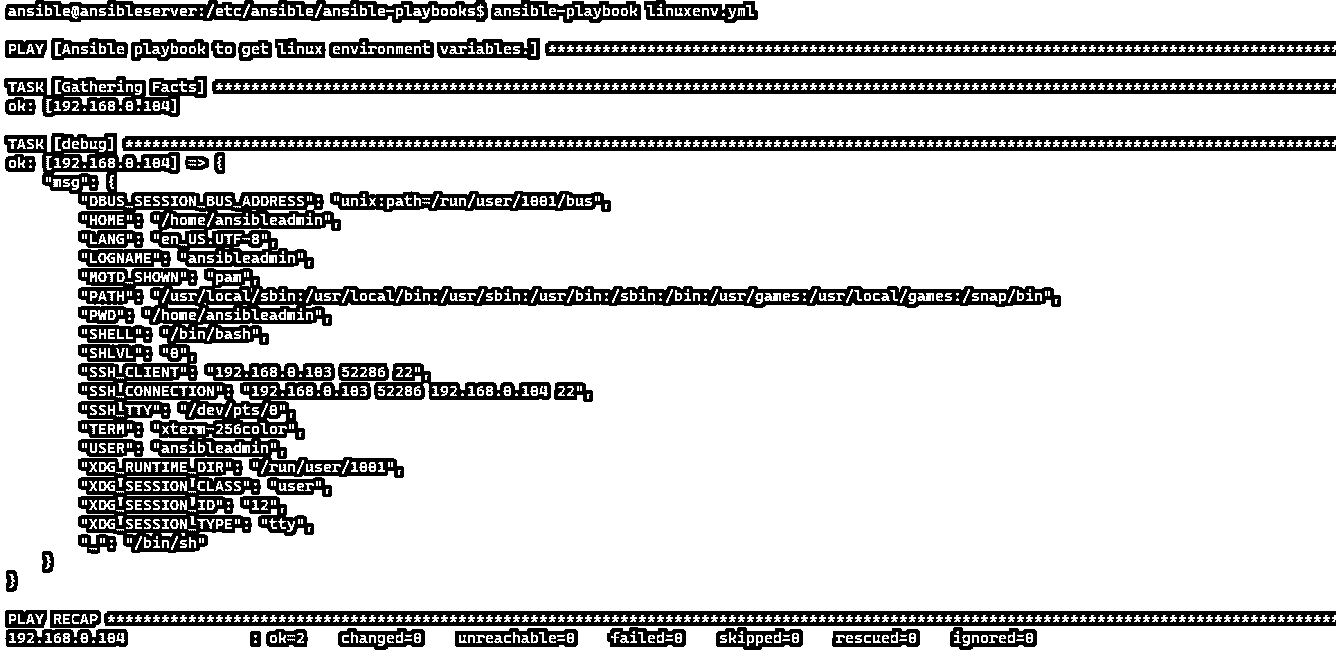 ansible@ansibleserver:/etc/ansible/ansible-playbooks$ ansible-playbook linuxenv.yml
PLAY [Ansible playbook to get linux environment variables.] ****************************************************************************************
TASK [Gathering Facts] *****************************************************************************************************************************
ok: [192.168.0.104]
TASK [debug] ***************************************************************************************************************************************
ok: [192.168.0.104] => {
    "msg": {
        "DBUS_SESSION_BUS_ADDRESS": "unix:path=/run/user/1001/bus",
        "HOME": "/home/ansibleadmin",
        "LANG": "en_US.UTF-8",
        "LOGNAME": "ansibleadmin",
        "MOTD_SHOWN": "pam",
        "PATH": "/usr/local/sbin:/usr/local/bin:/usr/sbin:/usr/bin:/sbin:/bin:/usr/games:/usr/local/games:/snap/bin",
        "PWD": "/home/ansibleadmin",
        "SHELL": "/bin/bash",
        "SHLVL": "0",
        "SSH_CLIENT": "192.168.0.103 52286 22",
        "SSH_CONNECTION": "192.168.0.103 52286 192.168.0.104 22",
        "SSH_TTY": "/dev/pts/0",
        "TERM": "xterm-256color",
        "USER": "ansibleadmin",
        "XDG_RUNTIME_DIR": "/run/user/1001",
        "XDG_SESSION_CLASS": "user",
        "XDG_SESSION_ID": "12",
        "XDG_SESSION_TYPE": "tty",
        "_": "/bin/sh"
    }
}
PLAY RECAP *****************************************************************************************************************************************
192.168.0.104              : ok=2    changed=0    unreachable=0    failed=0    skipped=0    rescued=0    ignored=0